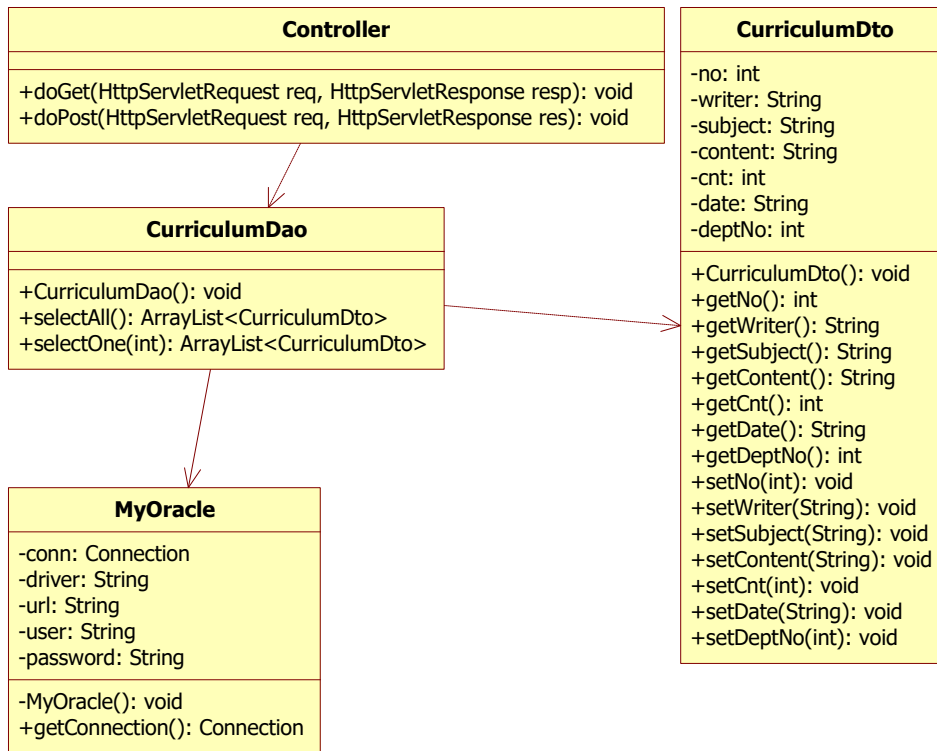 Controller
+doGet(HttpServletRequest req, HttpServletResponse resp): void
+doPost(HttpServletRequest req, HttpServletResponse res): void
CurriculumDao
+CurriculumDao(): void
+selectAll(): ArrayList<CurriculumDto>
+selectOne(int): ArrayList<CurriculumDto>
MyOracle
-conn: Connection
-driver: String
-url: String
-user: String
-password: String
-MyOracle(): void
+getConnection(): Connection
CurriculumDto
-no: int
-writer: String
-subject: String
-content: String
-cnt: int
-date: String
-deptNo: int
+CurriculumDto(): void
+getNo(): int
+getWriter(): String
+getSubject(): String
+getContent(): String
+getCnt(): int
+getDate(): String
+getDeptNo(): int
+setNo(int): void
+setWriter(String): void
+setSubject(String): void
+setContent(String): void
+setCnt(int): void
+setDate(String): void
+setDeptNo(int): void